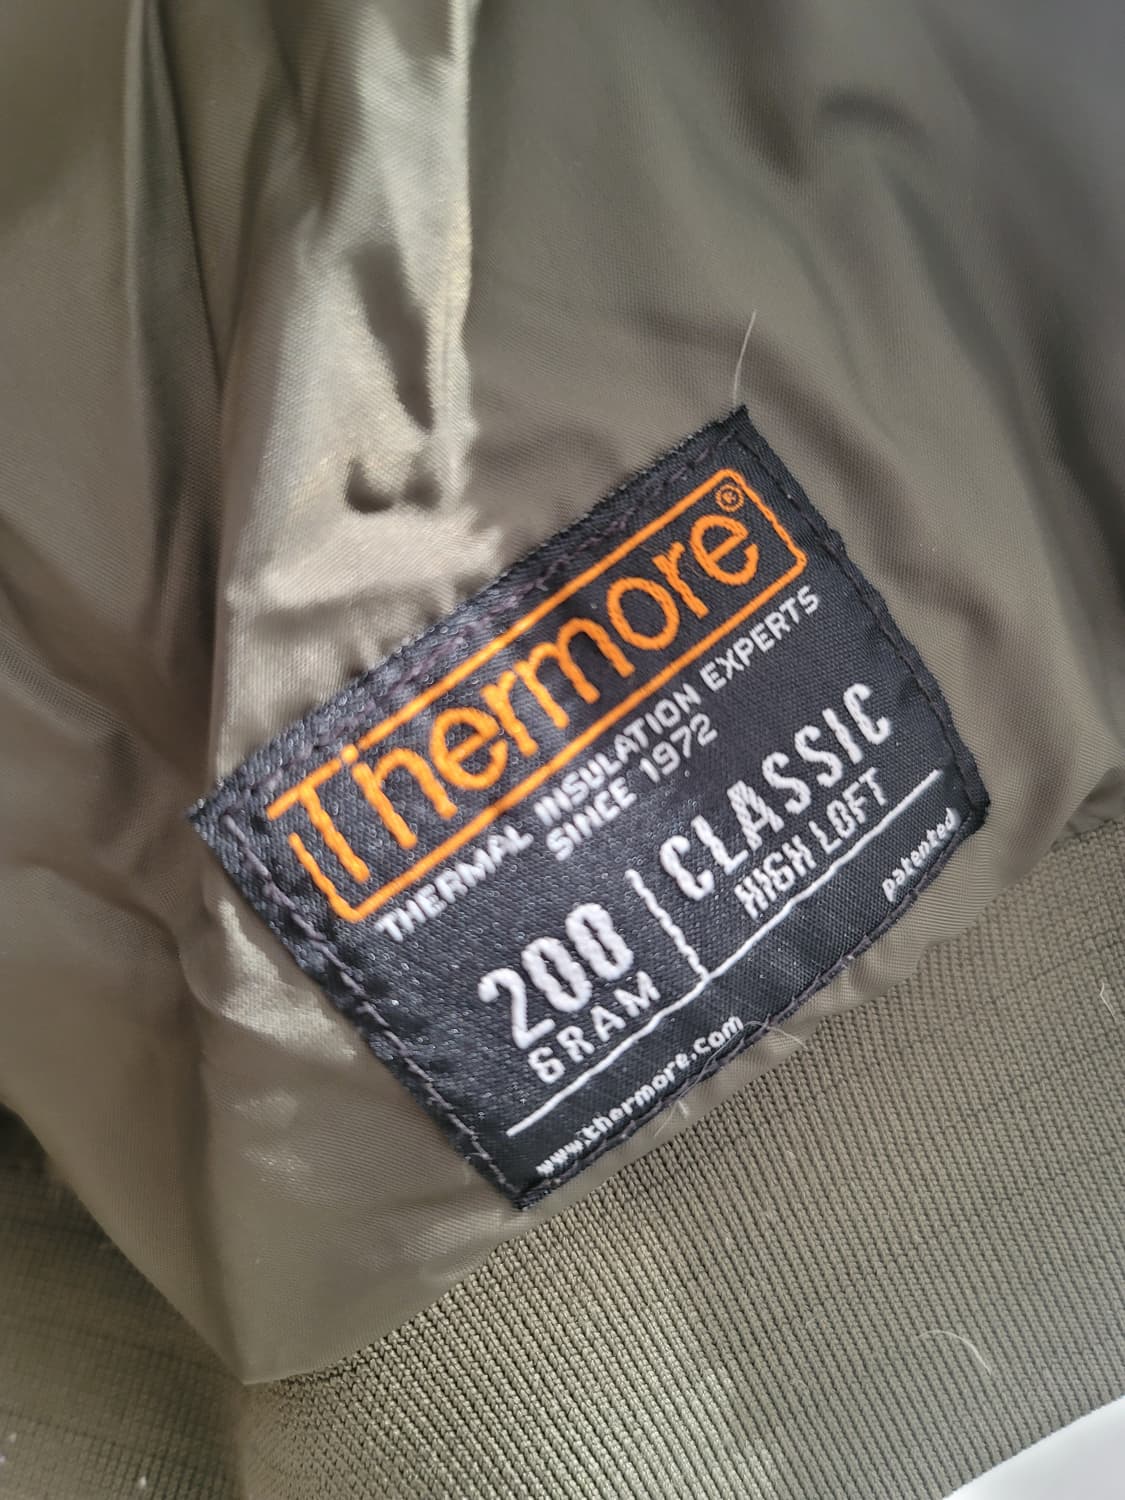 Thermore®
THERMAL INSULATION EXPERTS
SINCE 1972
200
GRAM
CLASSIC
HIGH LOFT
patented
www.thermore.com